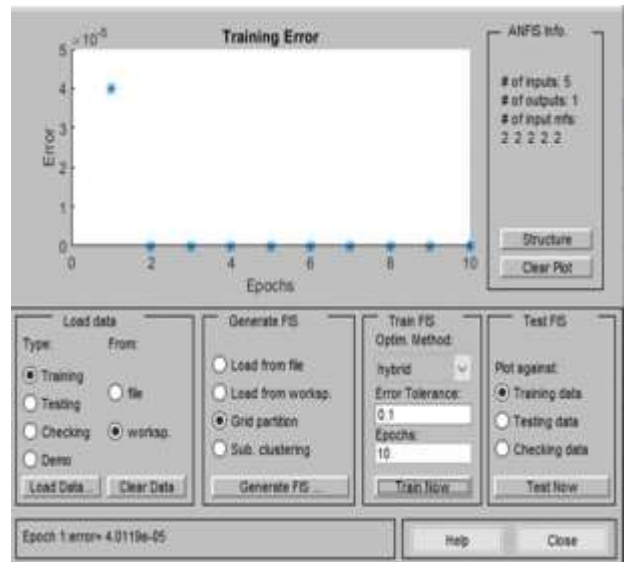 × 10-5
Training Error
5
4
3
2
1
0
Error
0 2 4 6 8 10
Epochs
ANFIS Info.
# of inputs: 5
# of outputs: 1
# of input mfs:
2 2 2 2 2
Structure
Clear Plot
Load data
Type: From:
Training
Testing
Checking
Demo
file
worksp.
Load Data... Clear Data
Generate FIS
Load from file
Load from worksp.
Grid partition
Sub. clustering
Generate FIS ...
Train FIS
Optim. Method:
hybrid
Error Tolerance:
0.1
Epochs:
10
Train Now
Test FIS
Plot against:
Training data
Testing data
Checking data
Test Now
Epoch 1:error= 4.0119e-05
Help Close